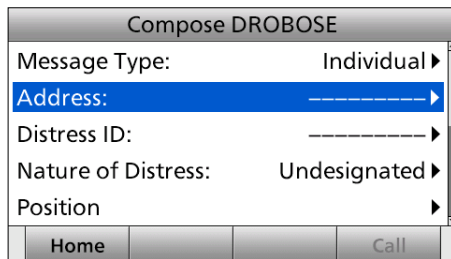 Compose DROBOSE
Message Type: Individual
Address: ---------
Distress ID: ---------
Nature of Distress: Undesignated
Position
Home Call